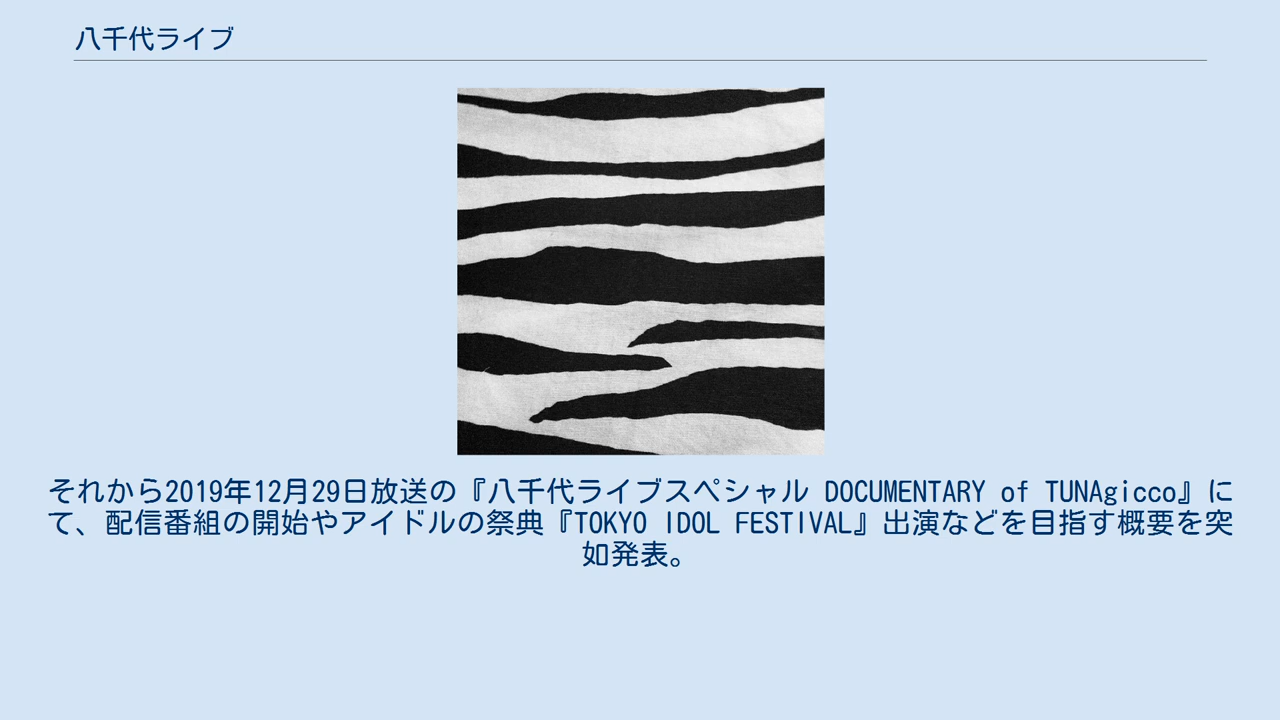 八千代ライブ
それから2019年12月29日放送の『八千代ライブスペシャル DOCUMENTARY of TUNAgicco』に
て、配信番組の開始やアイドルの祭典『TOKYO IDOL FESTIVAL』出演などを目指す概要を突
如発表。